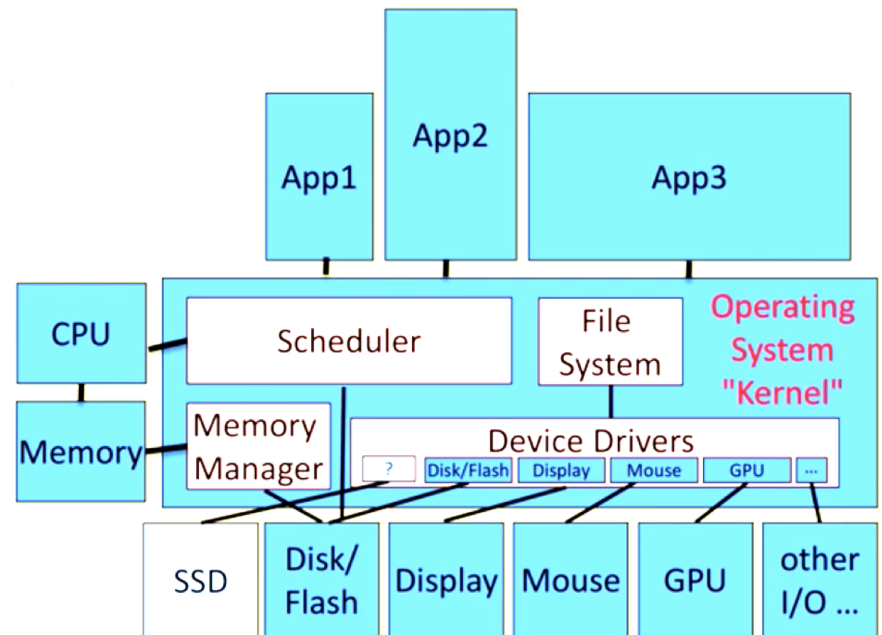 App1
App2
App3
CPU
Scheduler
File
System
Operating
System
"Kernel"
Memory
Memory
Manager
Device Drivers
?
Disk/Flash
Display
Mouse
GPU
...
SSD
Disk/
Flash
Display
Mouse
GPU
other
I/O ...